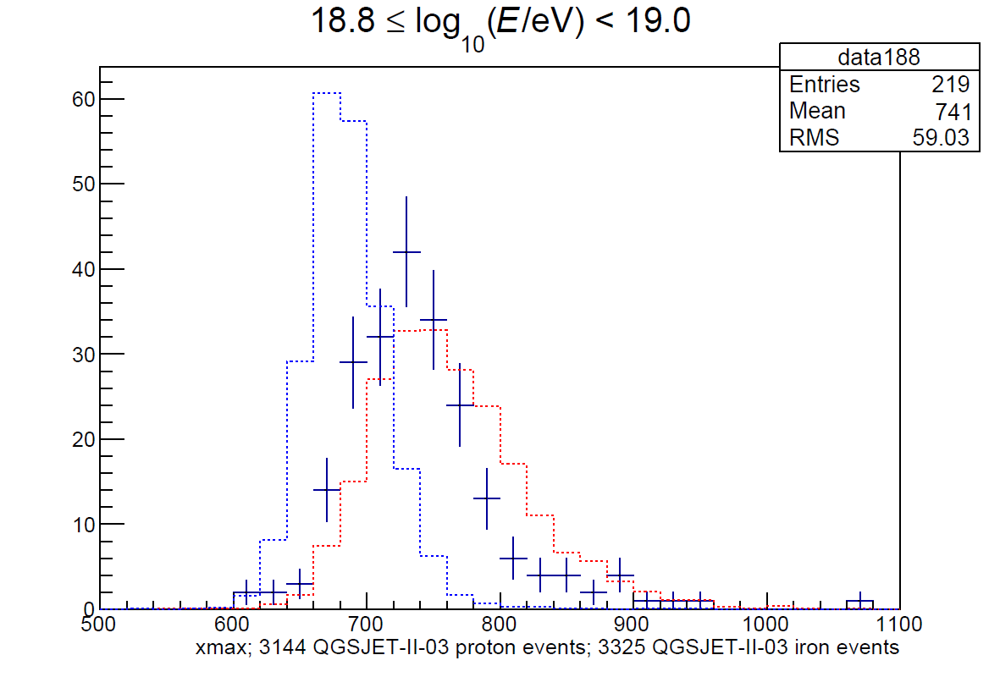 18.8 ≤ log10(E/eV) < 19.0
data188
Entries 219
Mean 741
RMS 59.03
60
50
40
30
20
10
0
500 600 700 800 900 1000 1100
xmax; 3144 QGSJET-II-03 proton events; 3325 QGSJET-II-03 iron events